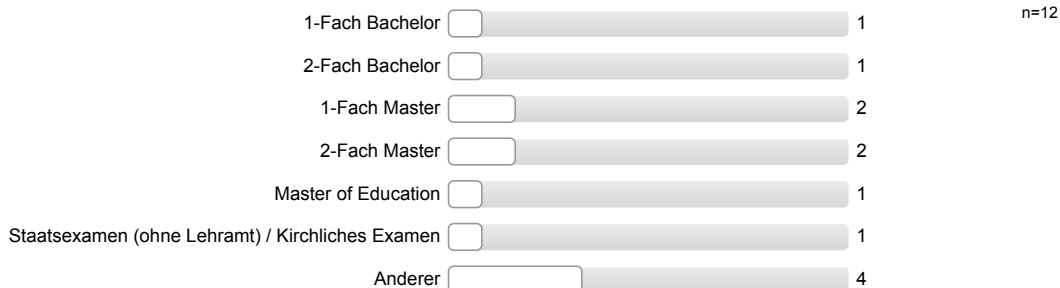 1-Fach Bachelor 1 n=12
2-Fach Bachelor 1
1-Fach Master 2
2-Fach Master 2
Master of Education 1
Staatsexamen (ohne Lehramt) / Kirchliches Examen 1
Anderer 4